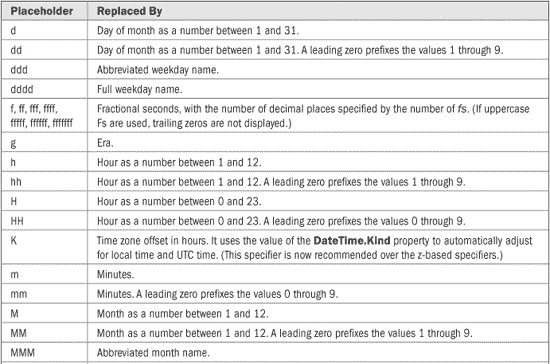 Placeholder Replaced By
d Day of month as a number between 1 and 31.
dd Day of month as a number between 1 and 31. A leading zero prefixes the values 1 through 9.
ddd Abbreviated weekday name.
dddd Full weekday name.
f, ff, fff, ffff, Fractional seconds, with the number of decimal places specified by the number of fs. (If uppercase
fffff, ffffff, fffffff Fs are used, trailing zeros are not displayed.)
g Era.
h Hour as a number between 1 and 12.
hh Hour as a number between 1 and 12. A leading zero prefixes the values 1 through 9.
H Hour as a number between 0 and 23.
HH Hour as a number between 0 and 23. A leading zero prefixes the values 0 through 9.
K Time zone offset in hours. It uses the value of the DateTime.Kind property to automatically adjust
for local time and UTC time. (This specifier is now recommended over the z-based specifiers.)
m Minutes.
mm Minutes. A leading zero prefixes the values 0 through 9.
M Month as a number between 1 and 12.
MM Month as a number between 1 and 12. A leading zero prefixes the values 1 through 9.
MMM Abbreviated month name.